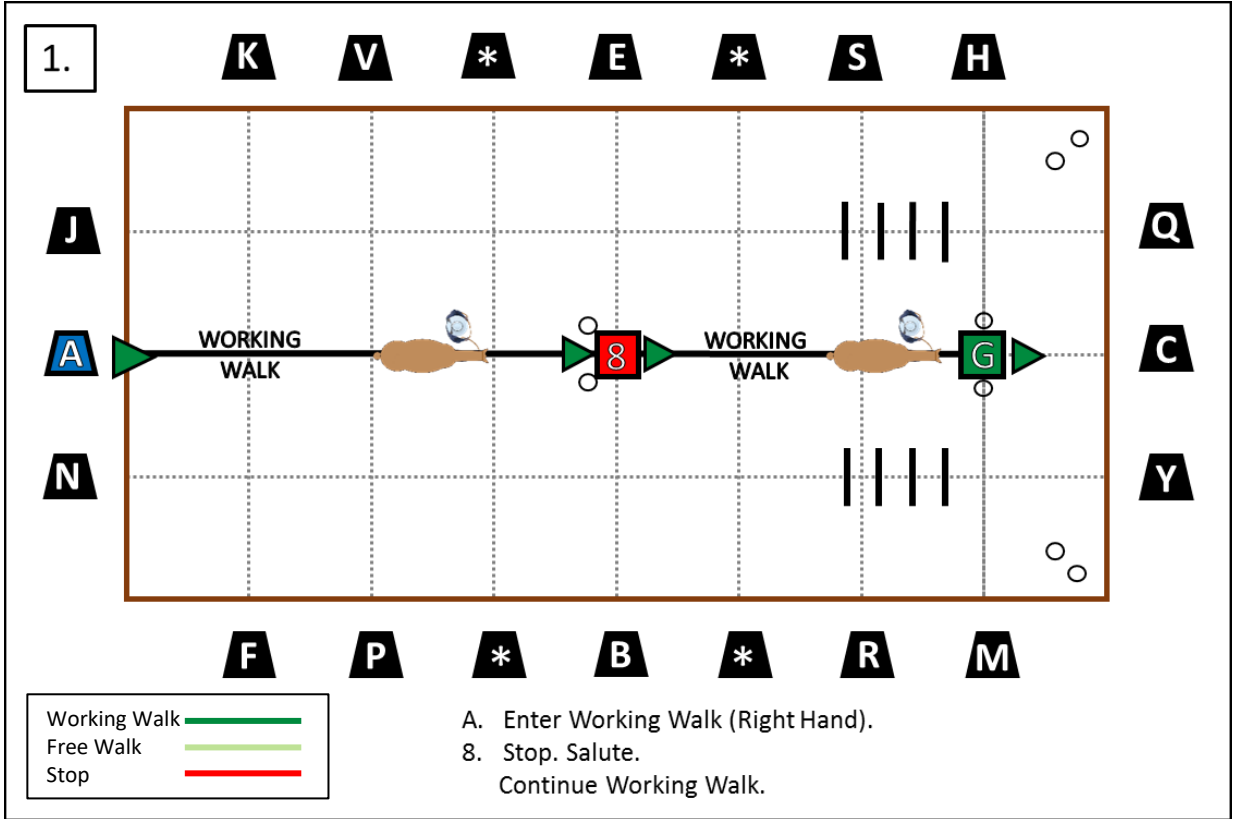 1.
K V * E * S H
J Q
WORKING WORKING
A 8 G C
WALK WALK
N Y
F P * B * R M
Working Walk
Free Walk
Stop
A. Enter Working Walk (Right Hand).
8. Stop. Salute.
Continue Working Walk.